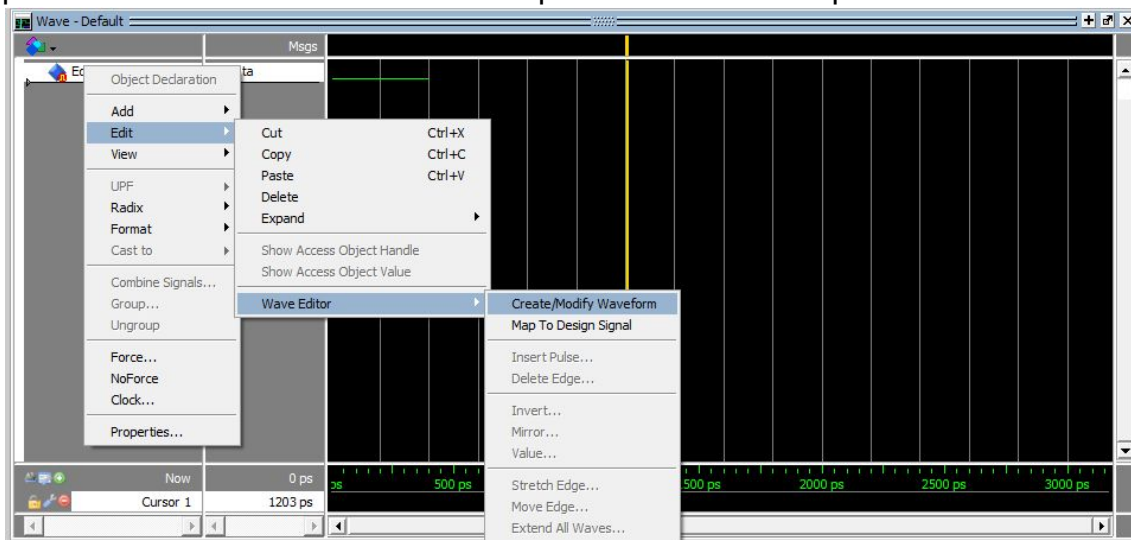 Wave - Default
Msgs
Object Declaration
Add
Edit
View
UPF
Radix
Format
Cast to
Combine Signals...
Group...
Ungroup
Force...
NoForce
Clock...
Properties...
Cut Ctrl+X
Copy Ctrl+C
Paste Ctrl+V
Delete
Expand
Show Access Object Handle
Show Access Object Value
Wave Editor
Create/Modify Waveform
Map To Design Signal
Insert Pulse...
Delete Edge...
Invert...
Mirror...
Value...
Stretch Edge...
Move Edge...
Extend All Waves...
Now 0 ps
Cursor 1 1203 ps
ps 500 ps 500 ps 2000 ps 2500 ps 3000 ps